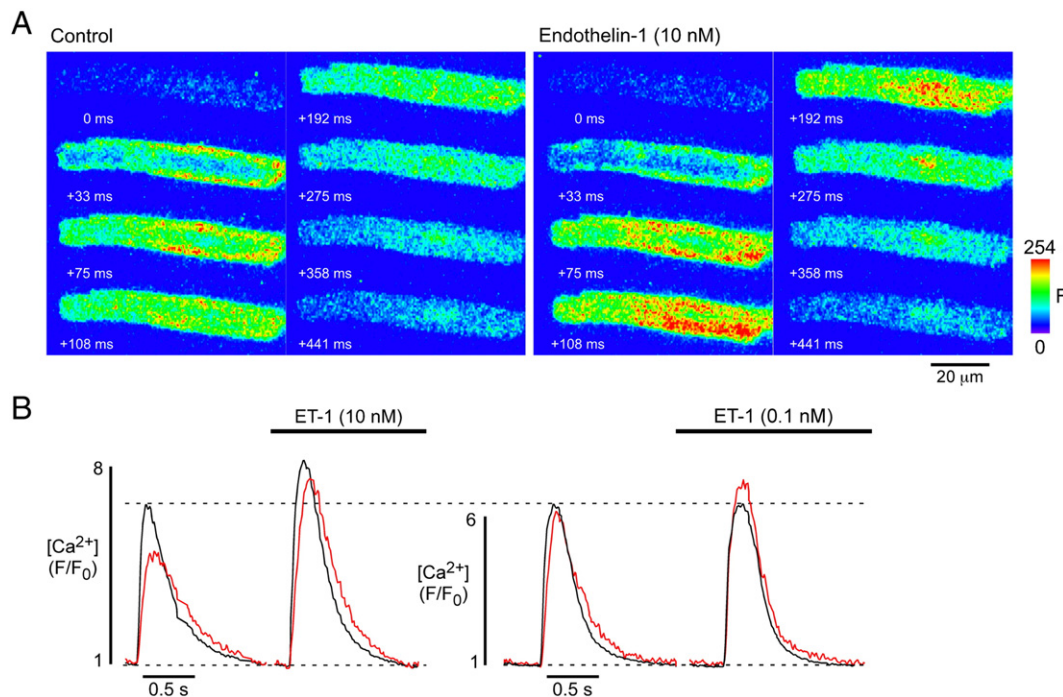 A
Control
Endothelin-1 (10 nM)
0 ms
+192 ms
+33 ms
+275 ms
+75 ms
+358 ms
+108 ms
+441 ms
0 ms
+192 ms
+33 ms
+275 ms
+75 ms
+358 ms
+108 ms
+441 ms
254
F
0
20 μm
B
ET-1 (10 nM)
ET-1 (0.1 nM)
8
[Ca²⁺]
(F/F₀)
1
0.5 s
6
[Ca²⁺]
(F/F₀)
1
0.5 s